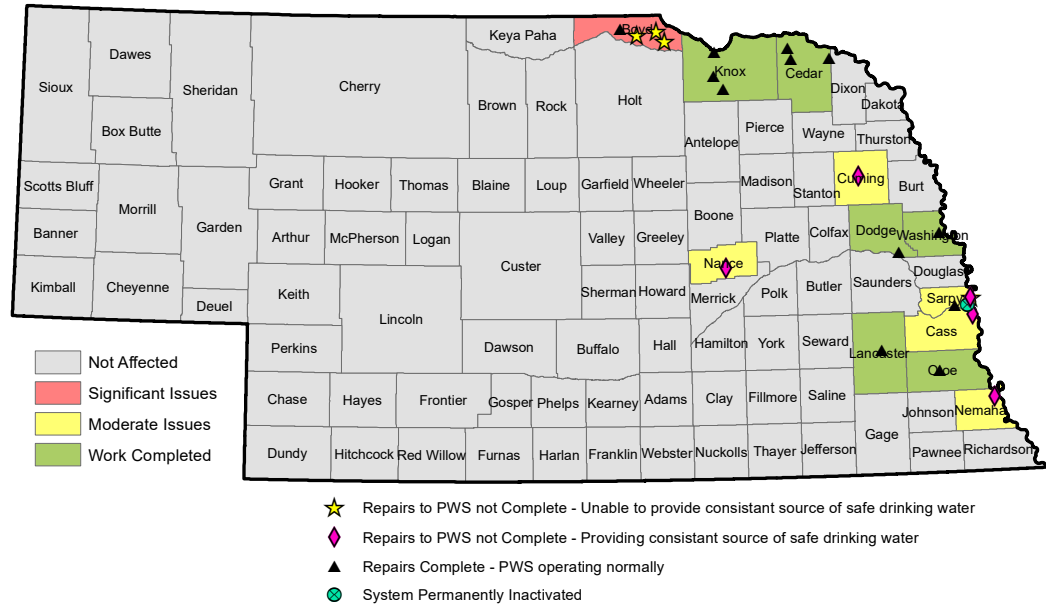 Keya Paha
Boyd
Dawes
Sioux
Sheridan
Cherry
Knox
Cedar
Dixon
Dakota
Brown
Rock
Holt
Box Butte
Antelope
Pierce
Wayne
Thurston
Scotts Bluff
Grant
Hooker
Thomas
Blaine
Loup
Garfield
Wheeler
Madison
Stanton
Cuming
Burt
Morrill
Garden
Banner
Arthur
McPherson
Logan
Custer
Valley
Greeley
Boone
Platte
Colfax
Dodge
Washington
Nance
Kimball
Cheyenne
Deuel
Keith
Lincoln
Sherman
Howard
Merrick
Polk
Butler
Saunders
Douglas
Sarpy
Perkins
Dawson
Buffalo
Hall
Hamilton
York
Seward
Lancaster
Cass
Otoe
Chase
Hayes
Frontier
Gosper
Phelps
Kearney
Adams
Clay
Fillmore
Saline
Johnson
Nemaha
Gage
Dundy
Hitchcock
Red Willow
Furnas
Harlan
Franklin
Webster
Nuckolls
Thayer
Jefferson
Pawnee
Richardson
Not Affected
Significant Issues
Moderate Issues
Work Completed
Repairs to PWS not Complete - Unable to provide consistant source of safe drinking water
Repairs to PWS not Complete - Providing consistant source of safe drinking water
Repairs Complete - PWS operating normally
System Permanently Inactivated